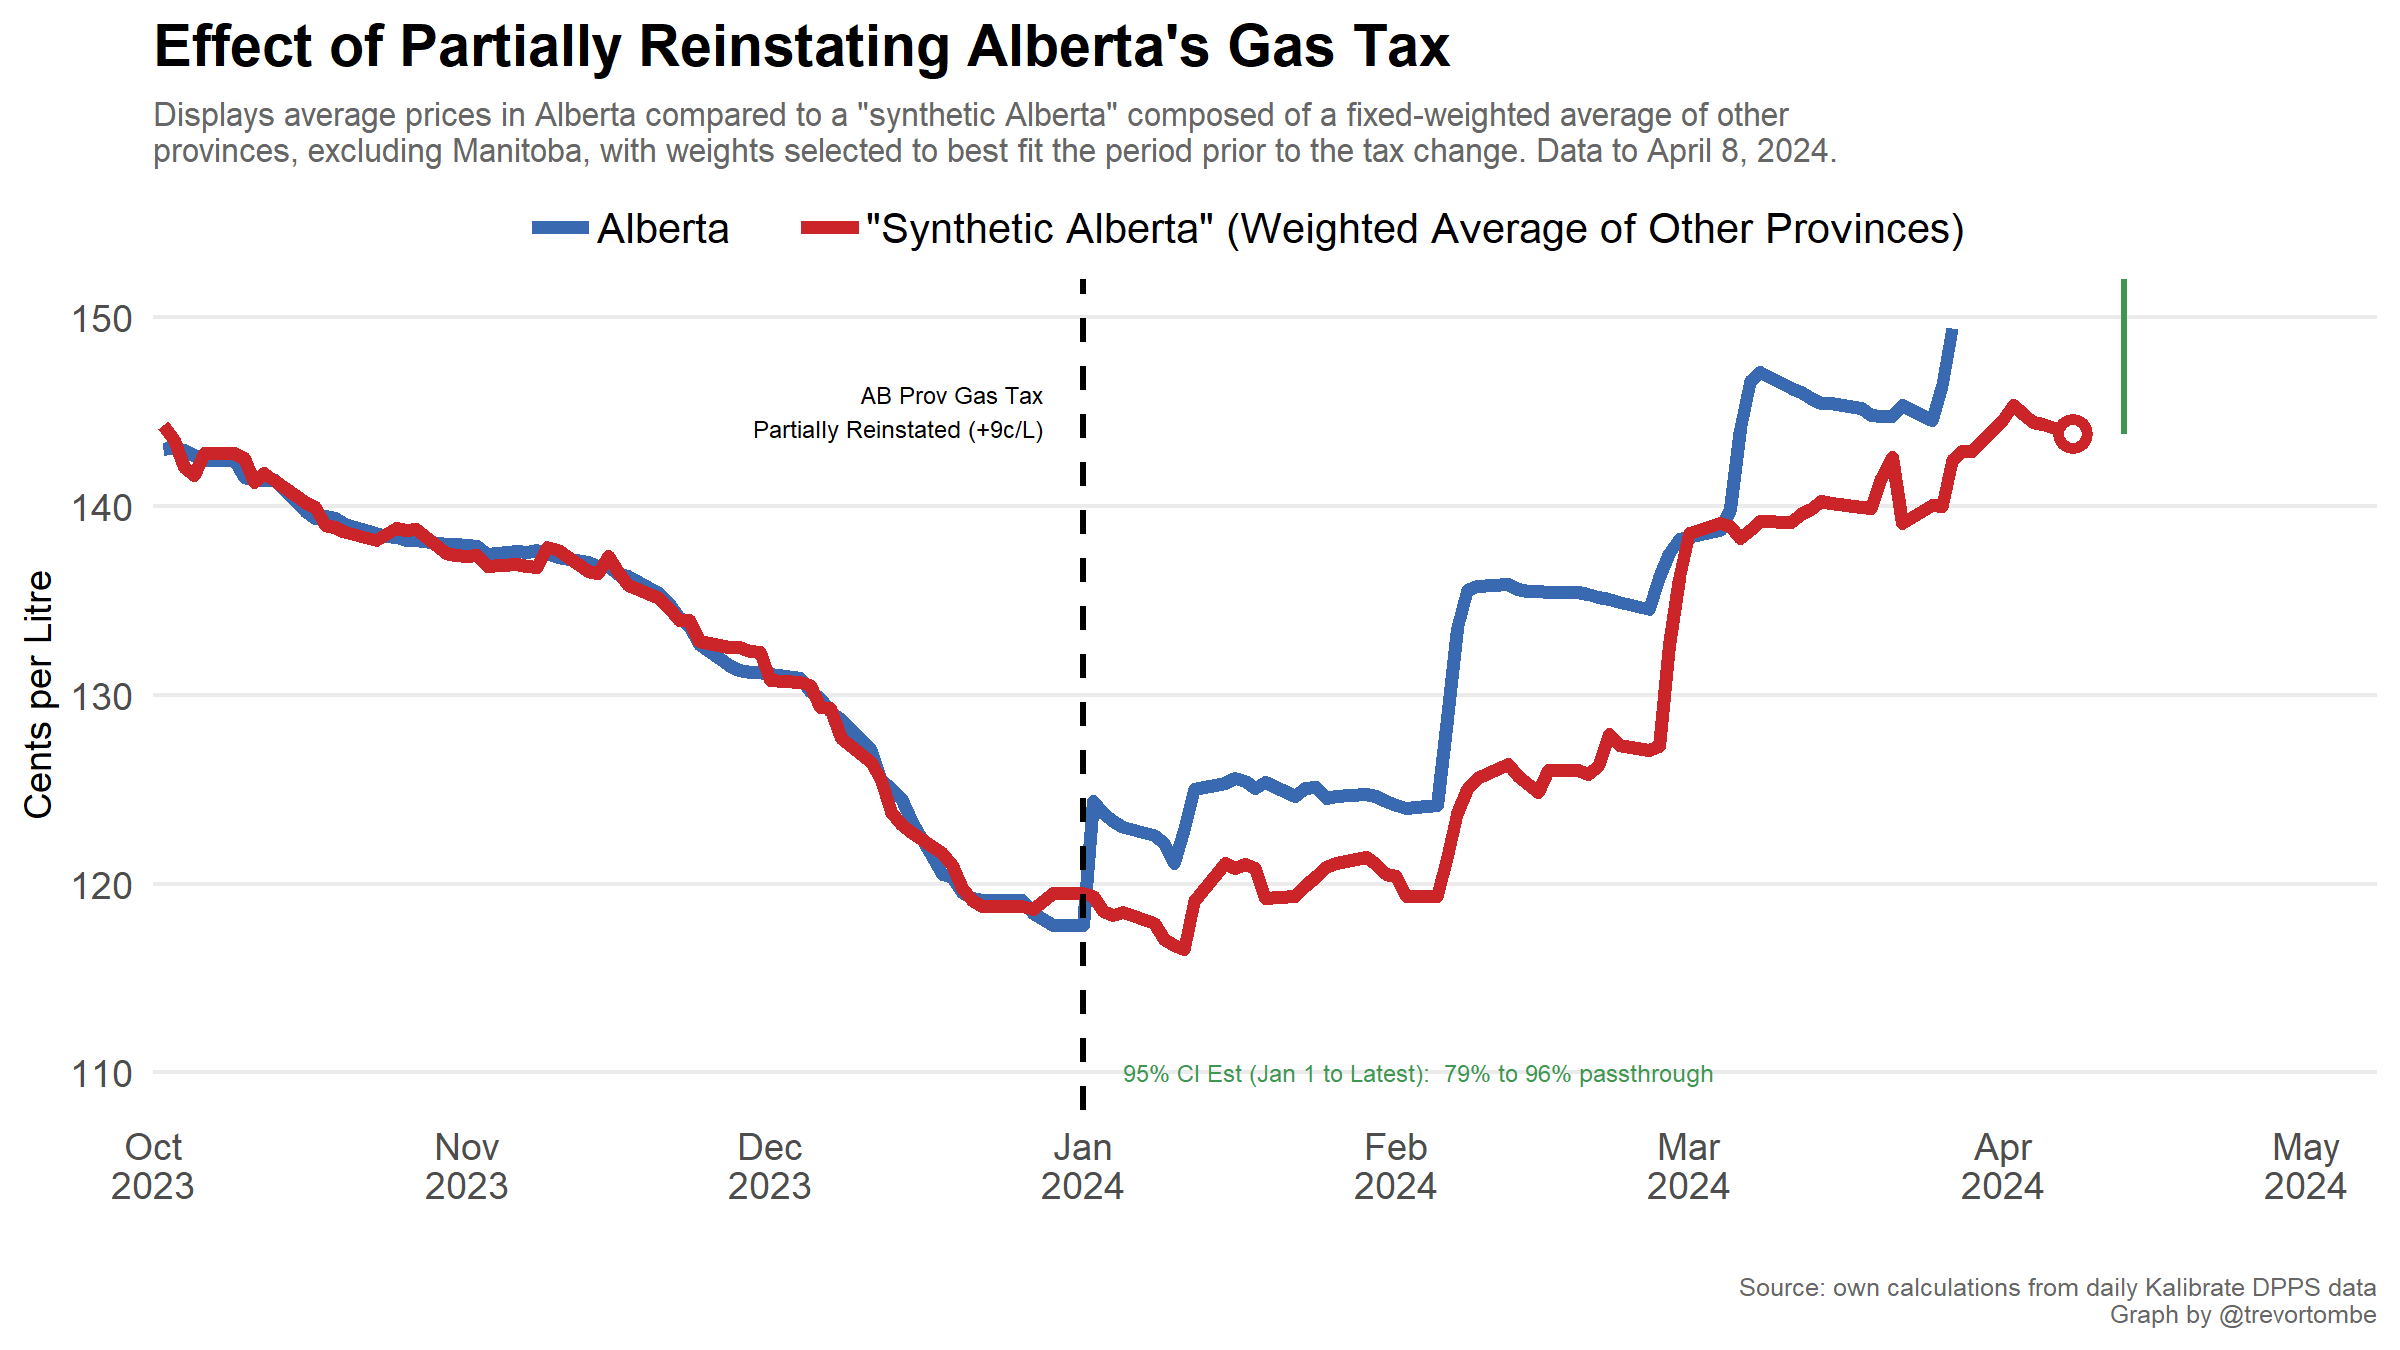 Effect of Partially Reinstating Alberta's Gas Tax
Displays average prices in Alberta compared to a "synthetic Alberta" composed of a fixed-weighted average of other
provinces, excluding Manitoba, with weights selected to best fit the period prior to the tax change. Data to April 8, 2024.
Alberta "Synthetic Alberta" (Weighted Average of Other Provinces)
Cents per Litre
150
140
130
120
110
AB Prov Gas Tax
Partially Reinstated (+9c/L)
95% CI Est (Jan 1 to Latest): 79% to 96% passthrough
Oct Nov Dec Jan Feb Mar Apr May
2023 2023 2023 2024 2024 2024 2024 2024
Source: own calculations from daily Kalibrate DPPS data
Graph by @trevortombe